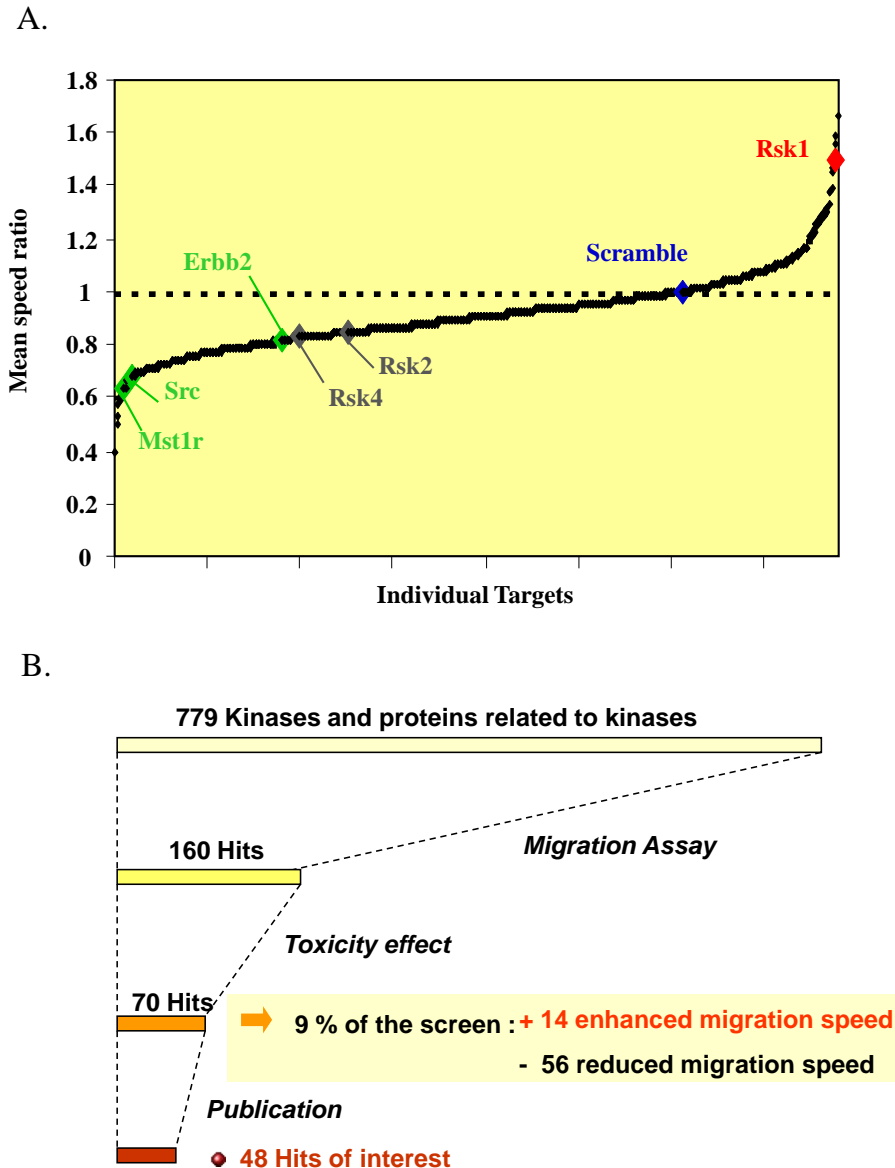 A.
1.8
1.6
1.4
1.2
1
0.8
0.6
0.4
0.2
0
Mean speed ratio
Rsk1
Erbb2
Scramble
Rsk2
Rsk4
Src
Mst1r
Individual Targets
B.
779 Kinases and proteins related to kinases
160 Hits
Migration Assay
Toxicity effect
70 Hits
9 % of the screen : + 14 enhanced migration speed
- 56 reduced migration speed
Publication
48 Hits of interest